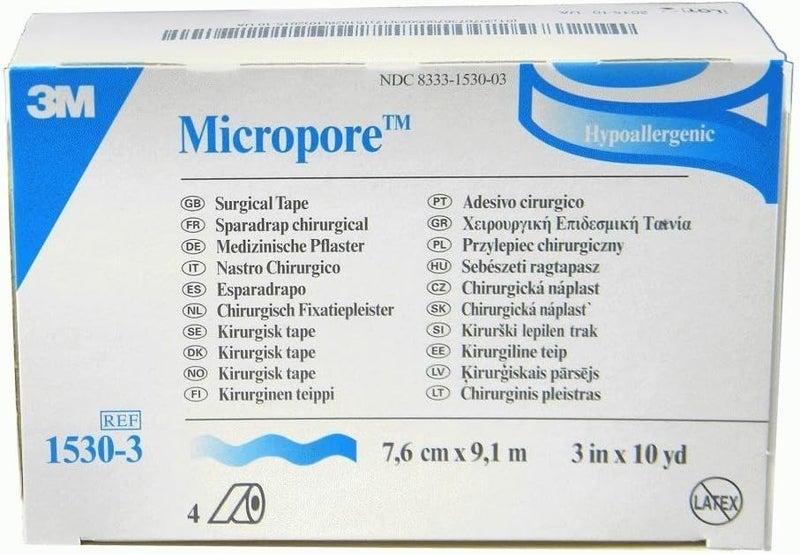 3M
NDC 8333-1530-03
Micropore™
Hypoallergenic
GB Surgical Tape
FR Sparadrap chirurgical
DE Medizinische Pflaster
IT Nastro Chirurgico
ES Esparadrapo
NL Chirurgisch Fixatiepleister
SE Kirurgisk tape
DK Kirurgisk tape
NO Kirurgisk tape
FI Kirurginen teippi
PT Adesivo cirurgico
GR Χειρουργική Επιδεσμική Ταινία
PL Przylepiec chirurgiczny
HU Sebészeti ragtapasz
CZ Chirurgická náplast
SK Chirurgická náplast'
SI Kirurški lepilen trak
EE Kirurgiline teip
LV Ķirurģiskais pārsējs
LT Chirurginis pleistras
REF
1530-3
7,6 cm x 9,1 m 3 in x 10 yd
4
LATEX